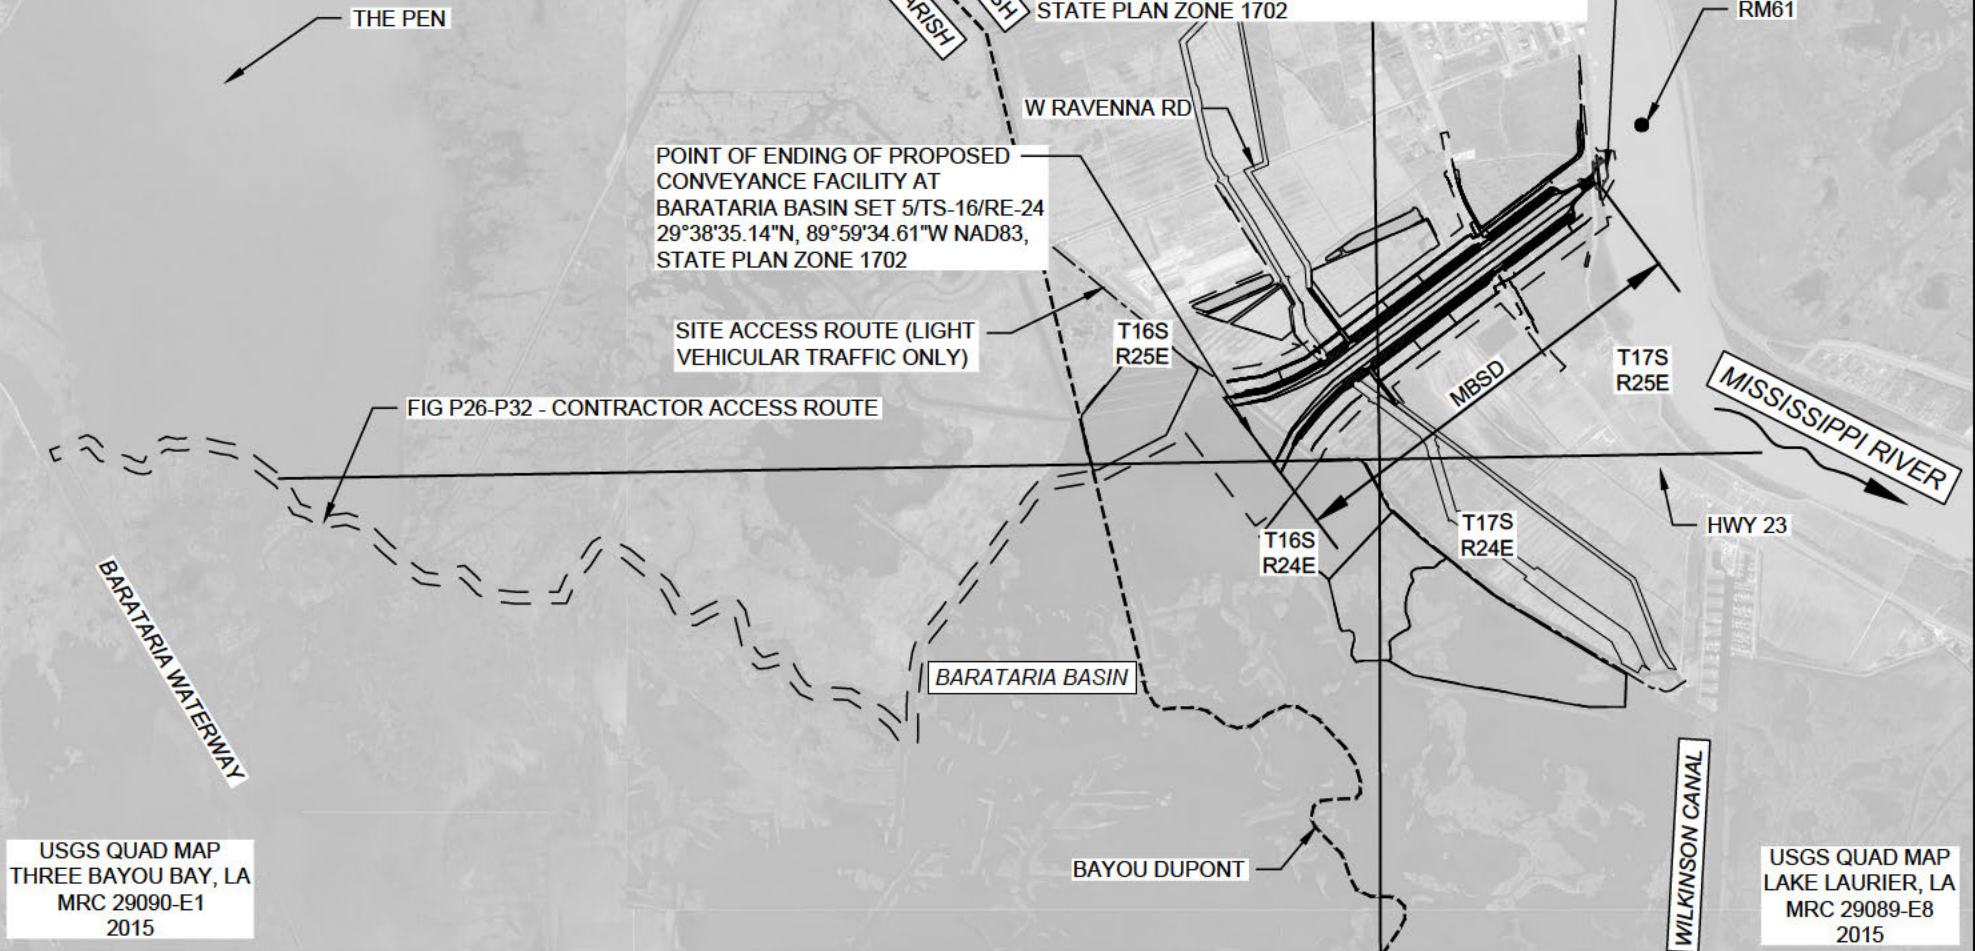 THE PEN
ARISH
SH
STATE PLAN ZONE 1702
RM61
W RAVENNA RD
POINT OF ENDING OF PROPOSED
CONVEYANCE FACILITY AT
BARATARIA BASIN SET 5/TS-16/RE-24
29°38'35.14"N, 89°59'34.61"W NAD83,
STATE PLAN ZONE 1702
SITE ACCESS ROUTE (LIGHT
VEHICULAR TRAFFIC ONLY)
T16S
R25E
MBSD
T17S
R25E
MISSISSIPPI RIVER
FIG P26-P32 - CONTRACTOR ACCESS ROUTE
HWY 23
T16S
R24E
T17S
R24E
BARATARIA WATERWAY
BARATARIA BASIN
WILKINSON CANAL
BAYOU DUPONT
USGS QUAD MAP
THREE BAYOU BAY, LA
MRC 29090-E1
2015
USGS QUAD MAP
LAKE LAURIER, LA
MRC 29089-E8
2015